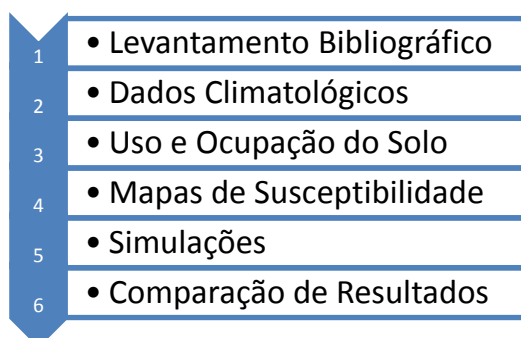 1 • Levantamento Bibliográfico
2 • Dados Climatológicos
3 • Uso e Ocupação do Solo
4 • Mapas de Susceptibilidade
5 • Simulações
6 • Comparação de Resultados